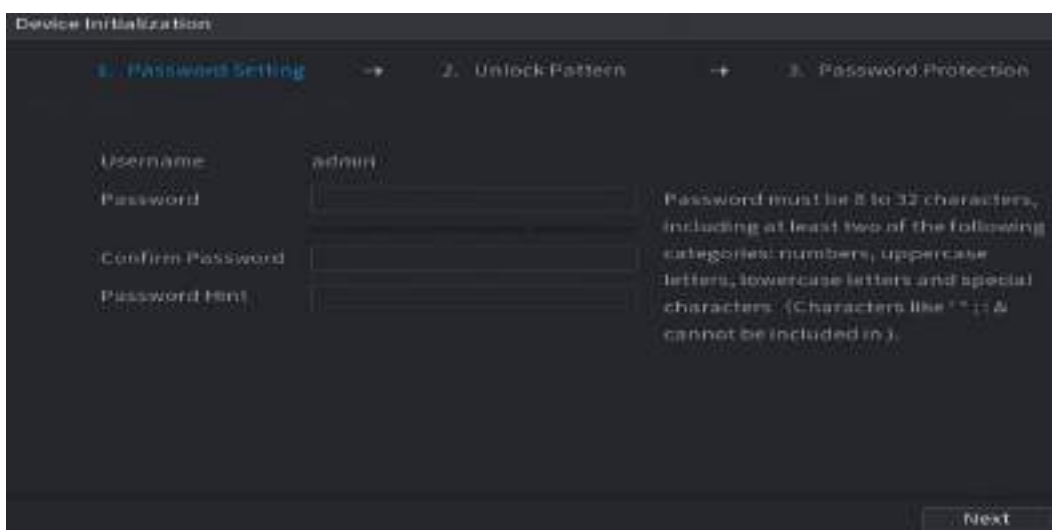 Device Initialization
1. Password Setting → 2. Unlock Pattern → 3. Password Protection
Username admin
Password
Password must be 8 to 32 characters,
including at least two of the following
categories: numbers, uppercase
letters, lowercase letters and special
characters (Characters like
cannot be included in ).
Confirm Password
Password Hint
Next